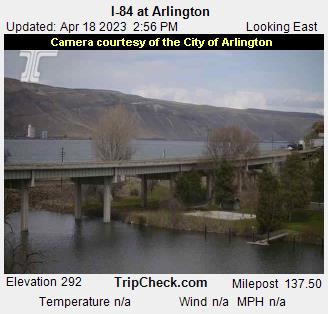 I-84 at Arlington
Updated: Apr 18 2023 2:56 PM Looking East
Camera courtesy of the City of Arlington
Elevation 292 TripCheck.com Milepost 137.50
Temperature n/a Wind n/a MPH n/a